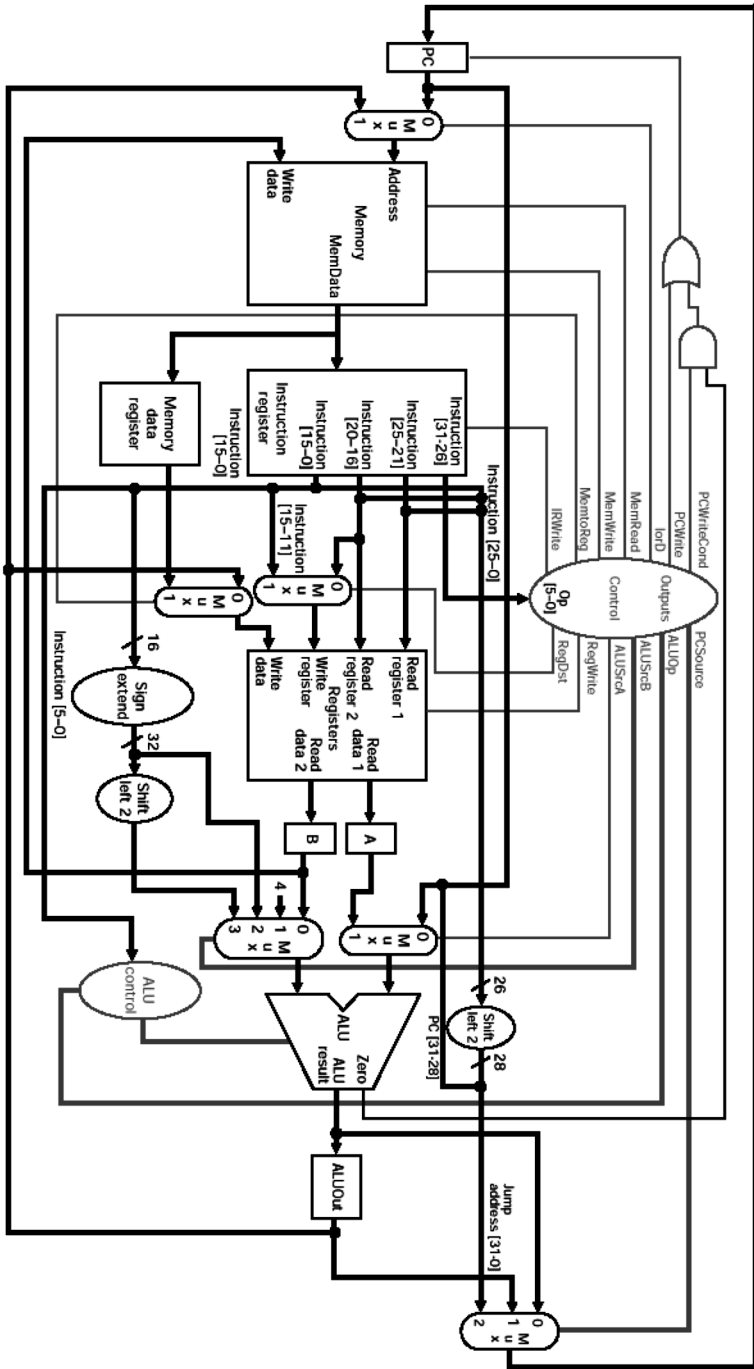 PCWriteCond
PCWrite
IorD
MemRead
MemWrite
MemtoReg
IRWrite
Outputs
Control
Op
[5–0]
PCSource
ALUOp
ALUSrcB
ALUSrcA
RegWrite
RegDst
PC
0
M
u
x
1
Address
Memory
MemData
Write
data
Instruction [25–0]
Instruction
[31-26]
Instruction
[25–21]
Instruction
[20–16]
Instruction
[15–0]
Instruction
register
Instruction
[15–0]
Memory
data
register
Instruction
[15–11]
0
M
u
x
1
0
M
u
x
1
16
Sign
extend
32
Shift
left 2
Instruction [5–0]
Read
register 1
Read
register 2
Registers
Write
register
Write
data
Read
data 1
Read
data 2
A
B
4
0
M
u
x
1
0
1 M
u
2 x
3
ALU
control
26
Shift
left 2
28
PC [31-28]
Zero
ALU
ALU
result
ALUOut
Jump
address [31-0]
0
M
1 u
x
2